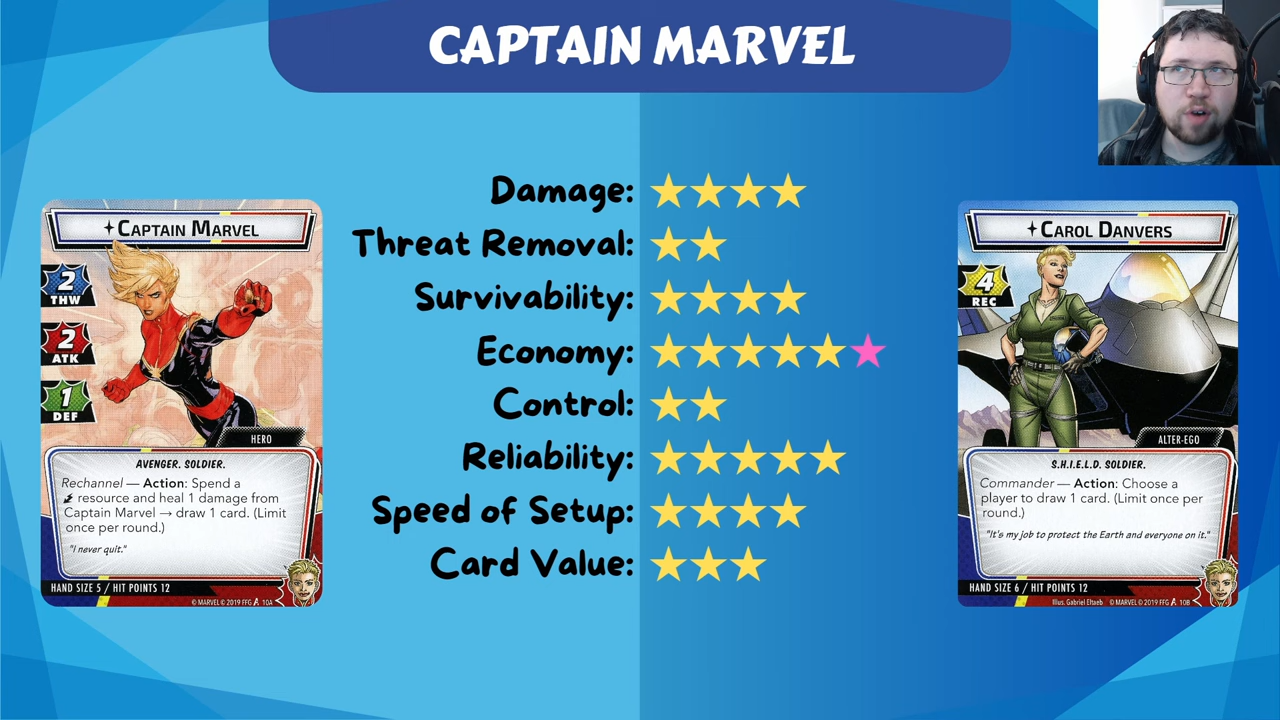 CAPTAIN MARVEL
CAPTAIN MARVEL
2
THW
2
ATK
1
DEF
HERO
AVENGER. SOLDIER.
Rechannel — Action: Spend a
resource and heal 1 damage from
Captain Marvel → draw 1 card. (Limit
once per round.)
"I never quit."
HAND SIZE 5 / HIT POINTS 12
© MARVEL © 2019 FFG 10A
Damage:
Threat Removal:
Survivability:
Economy:
Control:
Reliability:
Speed of Setup:
Card Value:
CAROL DANVERS
4
REC
ALTER-EGO
S.H.I.E.L.D. SOLDIER.
Commander — Action: Choose a
player to draw 1 card. (Limit once per
round.)
"It's my job to protect the Earth and everyone on it."
HAND SIZE 6 / HIT POINTS 12
Illus. Gabriel Eltaeb © MARVEL © 2019 FFG 10B